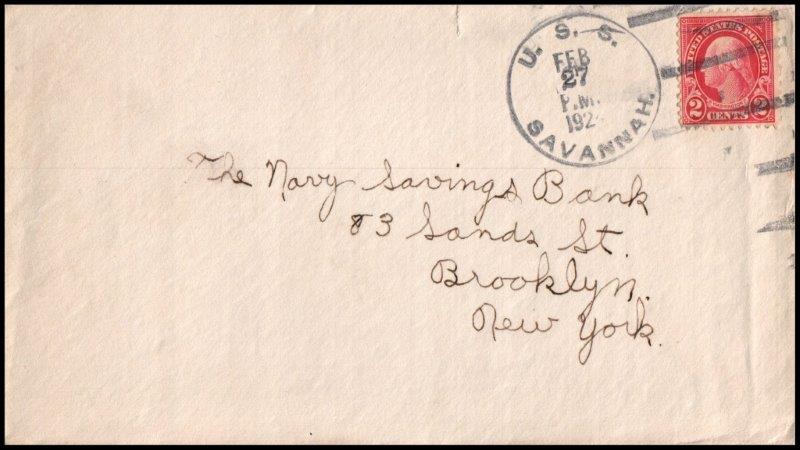 U. S. S.
FEB
27
P.M.
192
SAVANNAH.
UNITED STATES POSTAGE
2 CENTS 2
The Navy Savings Bank
83 Sands St.
Brooklyn.
New York.